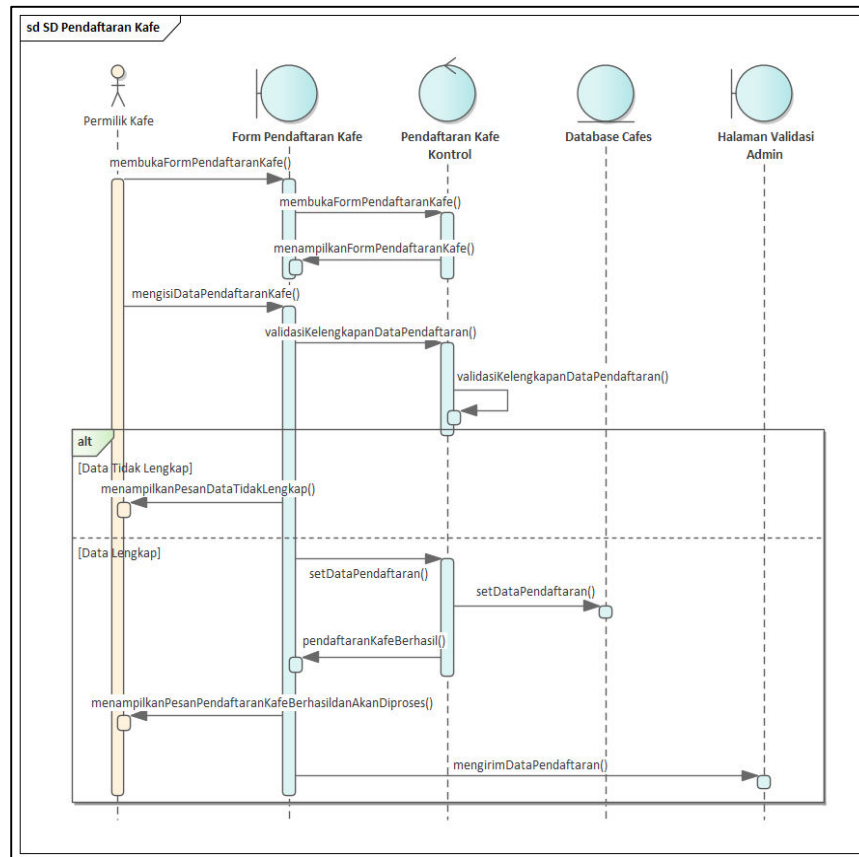 sd SD Pendaftaran Kafe
Permilik Kafe
Form Pendaftaran Kafe
Pendaftaran Kafe
Kontrol
Database Cafes
Halaman Validasi
Admin
membukaFormPendaftaranKafe()
membukaFormPendaftaranKafe()
menampilkanFormPendaftaranKafe()
mengisiDataPendaftaranKafe()
validasiKelengkapanDataPendaftaran()
validasiKelengkapanDataPendaftaran()
alt
[Data Tidak Lengkap]
menampilkanPesanDataTidakLengkap()
[Data Lengkap]
setDataPendaftaran()
setDataPendaftaran()
pendaftaranKafeBerhasil()
menampilkanPesanPendaftaranKafeBerhasildanAkanDiproses()
mengirimDataPendaftaran()